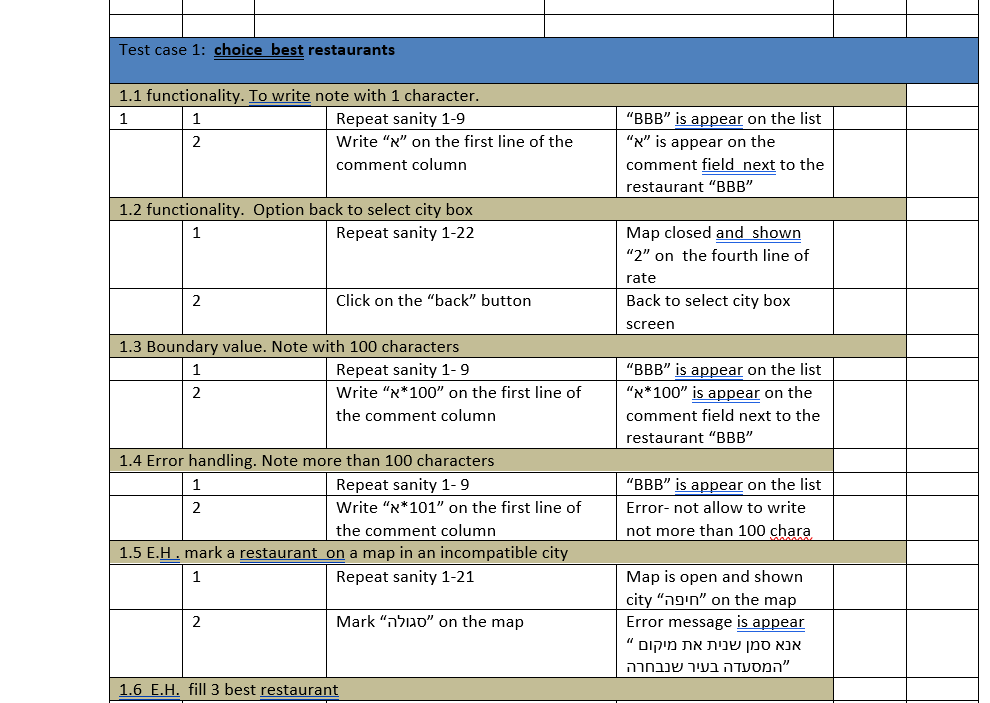 Test case 1:  choice  best restaurants
1.1 functionality. To write note with 1 character.
1 1 Repeat sanity 1-9 “BBB” is appear on the list
2 Write “א” on the first line of the “א” is appear on the
comment column comment field  next to the
restaurant “BBB”
1.2 functionality.  Option back to select city box
1 Repeat sanity 1-22 Map closed and  shown
“2” on  the fourth line of
rate
2 Click on the “back” button Back to select city box
screen
1.3 Boundary value. Note with 100 characters
1 Repeat sanity 1- 9 “BBB” is appear on the list
2 Write “א*100” on the first line of “א*100” is appear on the
the comment column comment field next to the
restaurant “BBB”
1.4 Error handling. Note more than 100 characters
1 Repeat sanity 1- 9 “BBB” is appear on the list
2 Write “א*101” on the first line of Error- not allow to write
the comment column not more than 100 chara
1.5 E.H . mark a restaurant  on a map in an incompatible city
1 Repeat sanity 1-21 Map is open and shown
city “חיפה” on the map
2 Mark “סגולה” on the map Error message is appear
“ אנא סמן שנית את מיקום
המסעדה בעיר שנבחרה”
1.6  E.H.  fill 3 best restaurant